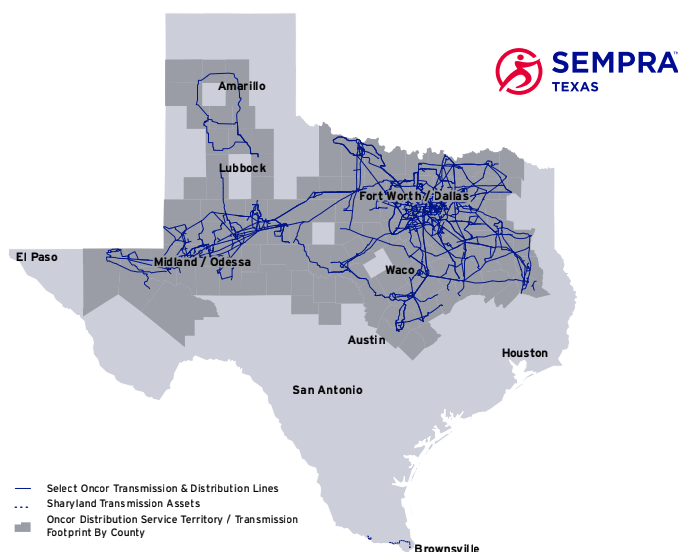 SEMPRA™
TEXAS
Amarillo
Lubbock
Fort Worth / Dallas
El Paso
Midland / Odessa
Waco
Austin
Houston
San Antonio
Select Oncor Transmission & Distribution Lines
Sharyland Transmission Assets
Oncor Distribution Service Territory / Transmission
Footprint By County
Brownsville